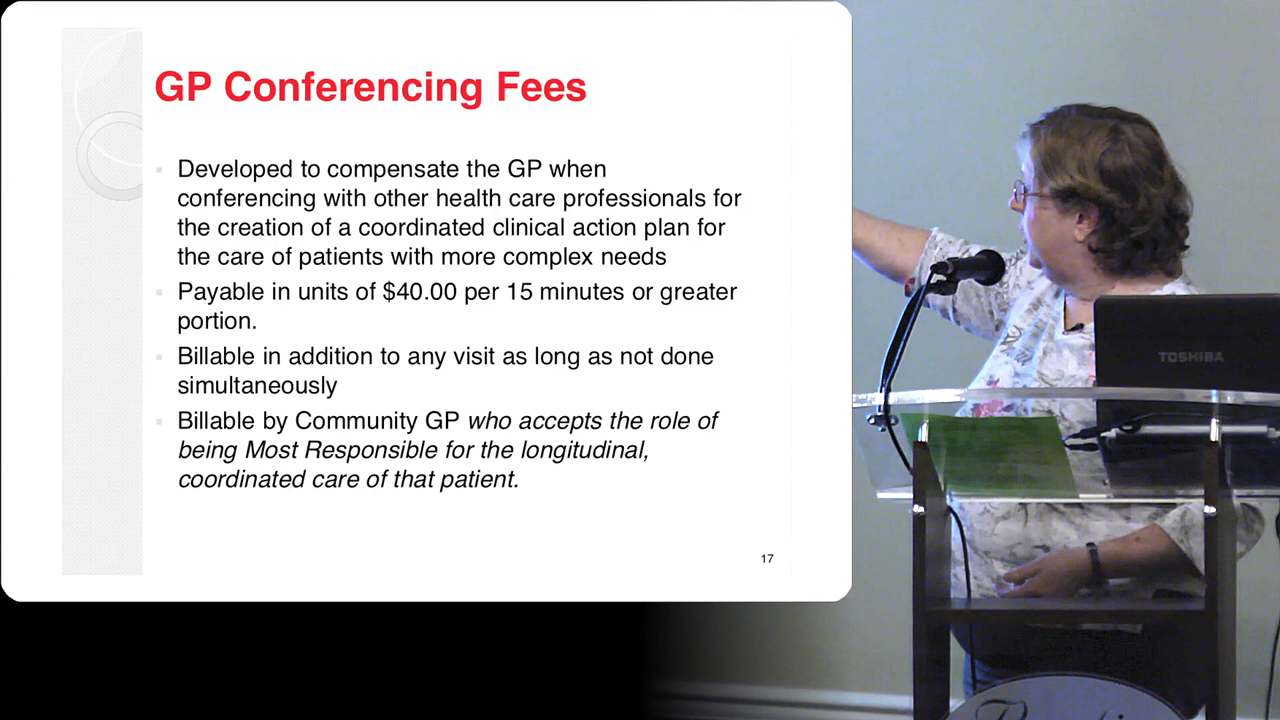 GP Conferencing Fees
Developed to compensate the GP when
conferencing with other health care professionals for
the creation of a coordinated clinical action plan for
the care of patients with more complex needs
Payable in units of $40.00 per 15 minutes or greater
portion.
Billable in addition to any visit as long as not done
simultaneously
Billable by Community GP who accepts the role of
being Most Responsible for the longitudinal,
coordinated care of that patient.
17
TOSHIBA